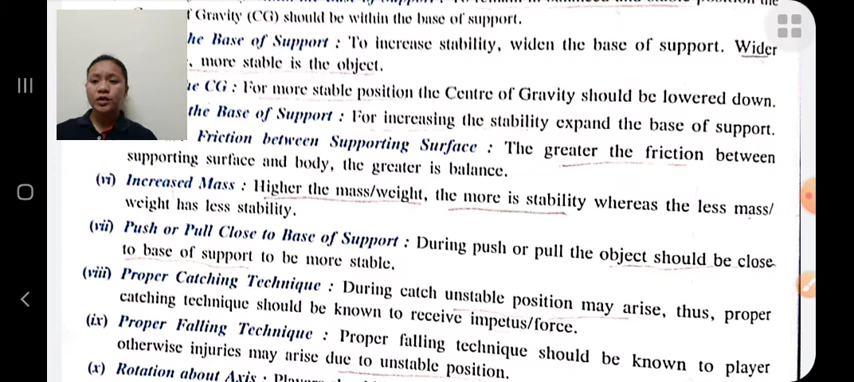 f Gravity (CG) should be within the base of support.
he Base of Support : To increase stability, widen the base of support. Wider
, more stable is the object.
e CG : For more stable position the Centre of Gravity should be lowered down.
the Base of Support : For increasing the stability expand the base of support.
Friction between Supporting Surface : The greater the friction between
supporting surface and body, the greater is balance.
(vi) Increased Mass : Higher the mass/weight, the more is stability whereas the less mass/
weight has less stability.
(vii) Push or Pull Close to Base of Support : During push or pull the object should be close
to base of support to be more stable.
(viii) Proper Catching Technique : During catch unstable position may arise, thus, proper
catching technique should be known to receive impetus/force.
(ix) Proper Falling Technique : Proper falling technique should be known to player
otherwise injuries may arise due to unstable position.
(x) Rotation about Axis :